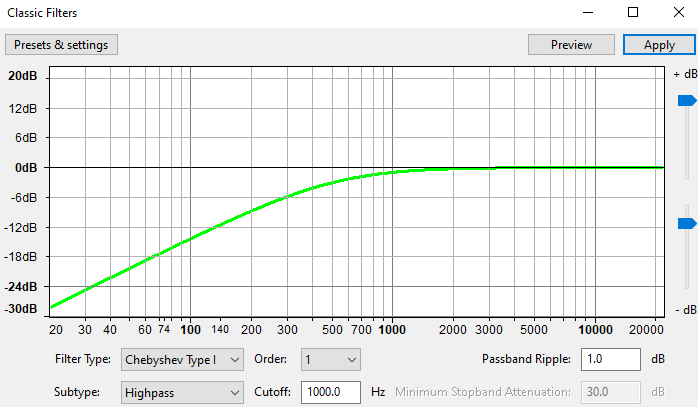 Classic Filters
Presets & settings Preview Apply
20dB + dB
12dB
6dB
0dB
-6dB
-12dB
-18dB
-24dB
-30dB - dB
20 30 40 60 74 100 140 200 300 400 600 1000 2000 3000 5000 10000 20000
Filter Type: Chebyshev Type I Order: 1 Passband Ripple: 1.0 dB
Subtype: Highpass Cutoff: 1000.0 Hz Minimum Stopband Attenuation: 30.0 dB